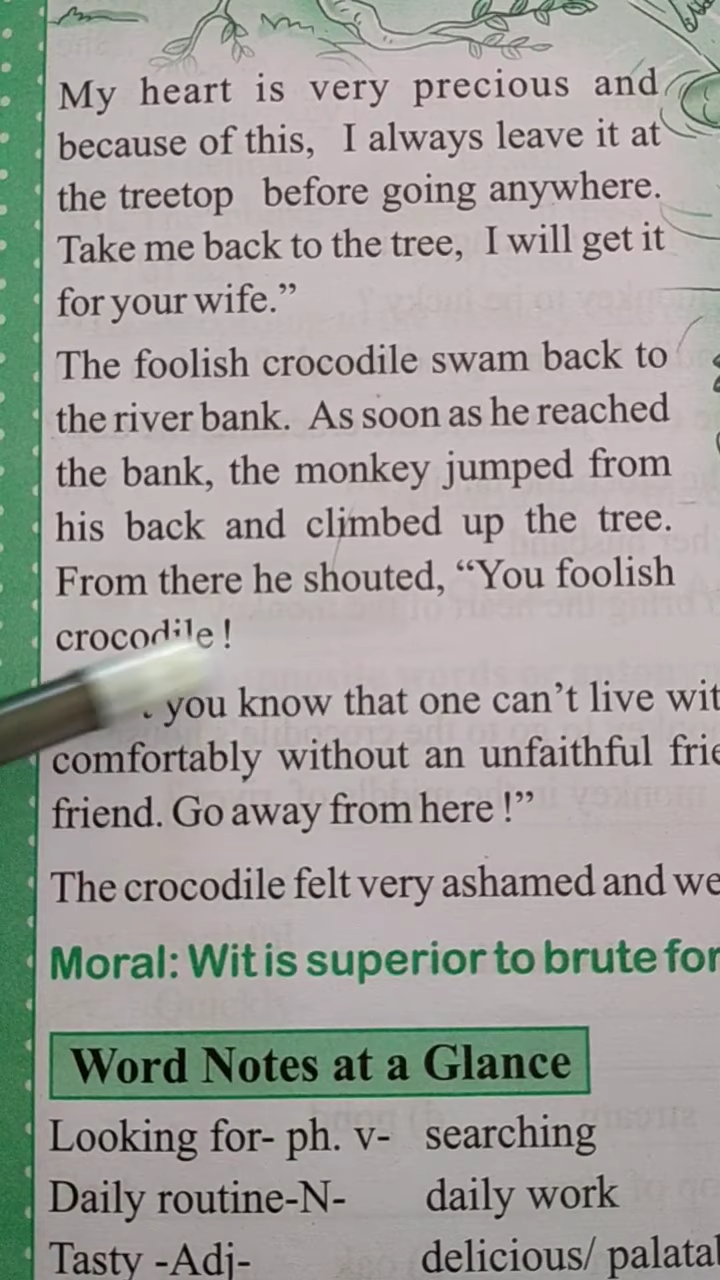 My heart is very precious and
because of this, I always leave it at
the treetop before going anywhere.
Take me back to the tree, I will get it
for your wife.”
The foolish crocodile swam back to
the river bank. As soon as he reached
the bank, the monkey jumped from
his back and climbed up the tree.
From there he shouted, “You foolish
crocodile !
you know that one can’t live
comfortably without an unfaithful
friend. Go away from here !”
The crocodile felt very ashamed and
Moral: Wit is superior to brute
Word Notes at a Glance
Looking for- ph. v- searching
Daily routine-N- daily work
Tasty -Adj- delicious/